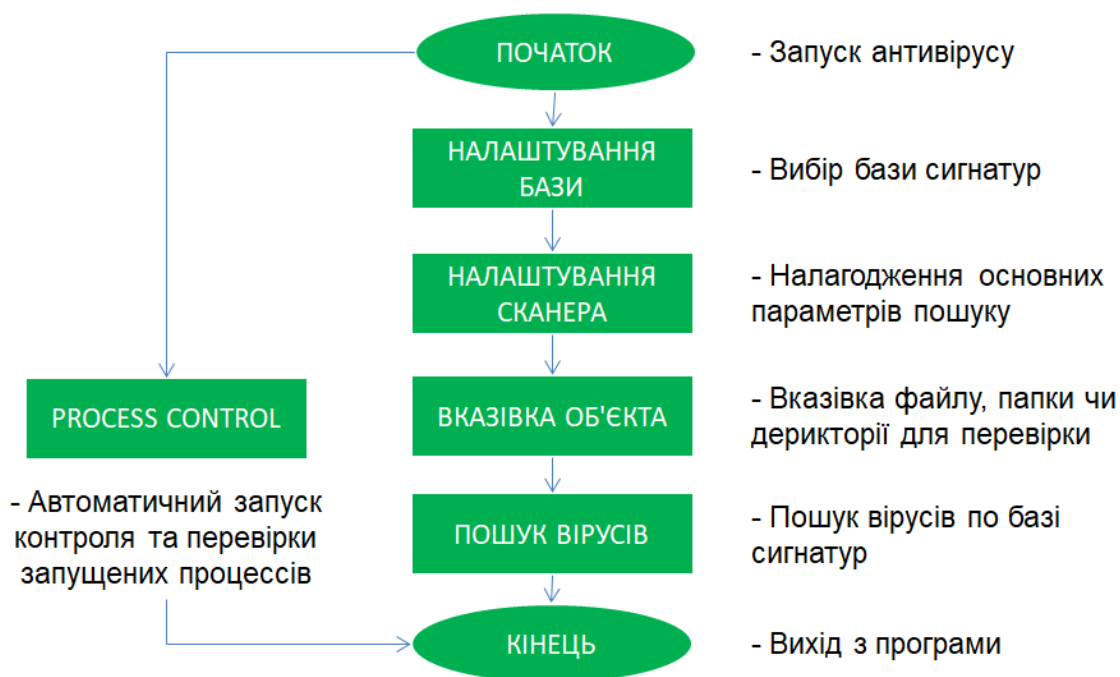 ПОЧАТОК
- Запуск антивірусу
НАЛАШТУВАННЯ
БАЗИ
- Вибір бази сигнатур
НАЛАШТУВАННЯ
СКАНЕРА
- Налагодження основних
параметрів пошуку
PROCESS CONTROL
- Автоматичний запуск
контроля та перевірки
запущених процессів
ВКАЗІВКА ОБ'ЄКТА
- Вказівка файлу, папки чи
дерикторії для перевірки
ПОШУК ВІРУСІВ
- Пошук вірусів по базі
сигнатур
КІНЕЦЬ
- Вихід з програми